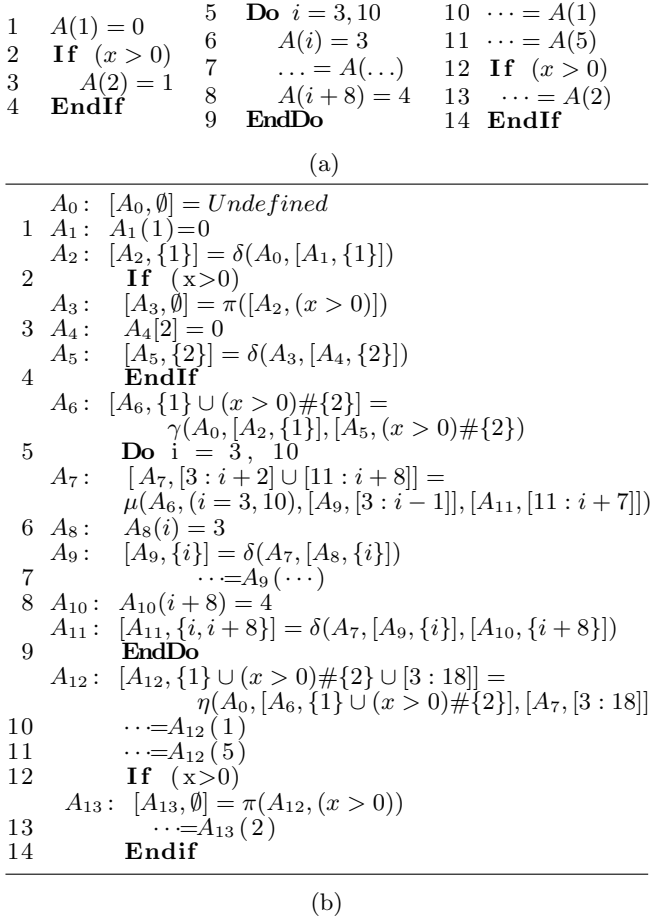 1 A(1) = 0
2 If (x > 0)
3 A(2) = 1
4 EndIf
5 Do i = 3, 10
6 A(i) = 3
7 ... = A(...)
8 A(i + 8) = 4
9 EndDo
10 ··· = A(1)
11 ··· = A(5)
12 If (x > 0)
13 ··· = A(2)
14 EndIf
(a)
A₀: [A₀, ∅] = Undefined
1 A₁: A₁(1)=0
A₂: [A₂, {1}] = δ(A₀, [A₁, {1}])
2 If (x>0)
A₃: [A₃, ∅] = π([A₂, (x > 0)])
3 A₄: A₄[2] = 0
A₅: [A₅, {2}] = δ(A₃, [A₄, {2}])
4 EndIf
A₆: [A₆, {1} ∪ (x > 0)#{2}] =
γ(A₀, [A₂, {1}], [A₅, (x > 0)#{2})
5 Do i = 3, 10
A₇: [A₇, [3 : i + 2] ∪ [11 : i + 8]] =
μ(A₆, (i = 3, 10), [A₉, [3 : i − 1]], [A₁₁, [11 : i + 7]])
6 A₈: A₈(i) = 3
A₉: [A₉, {i}] = δ(A₇, [A₈, {i}])
7 ···=A₉(···)
8 A₁₀: A₁₀(i + 8) = 4
A₁₁: [A₁₁, {i, i + 8}] = δ(A₇, [A₉, {i}], [A₁₀, {i + 8}])
9 EndDo
A₁₂: [A₁₂, {1} ∪ (x > 0)#{2} ∪ [3 : 18]] =
η(A₀, [A₆, {1} ∪ (x > 0)#{2}], [A₇, [3 : 18]]
10 ···=A₁₂(1)
11 ···=A₁₂(5)
12 If (x>0)
A₁₃: [A₁₃, ∅] = π(A₁₂, (x > 0))
13 ···=A₁₃(2)
14 Endif
(b)